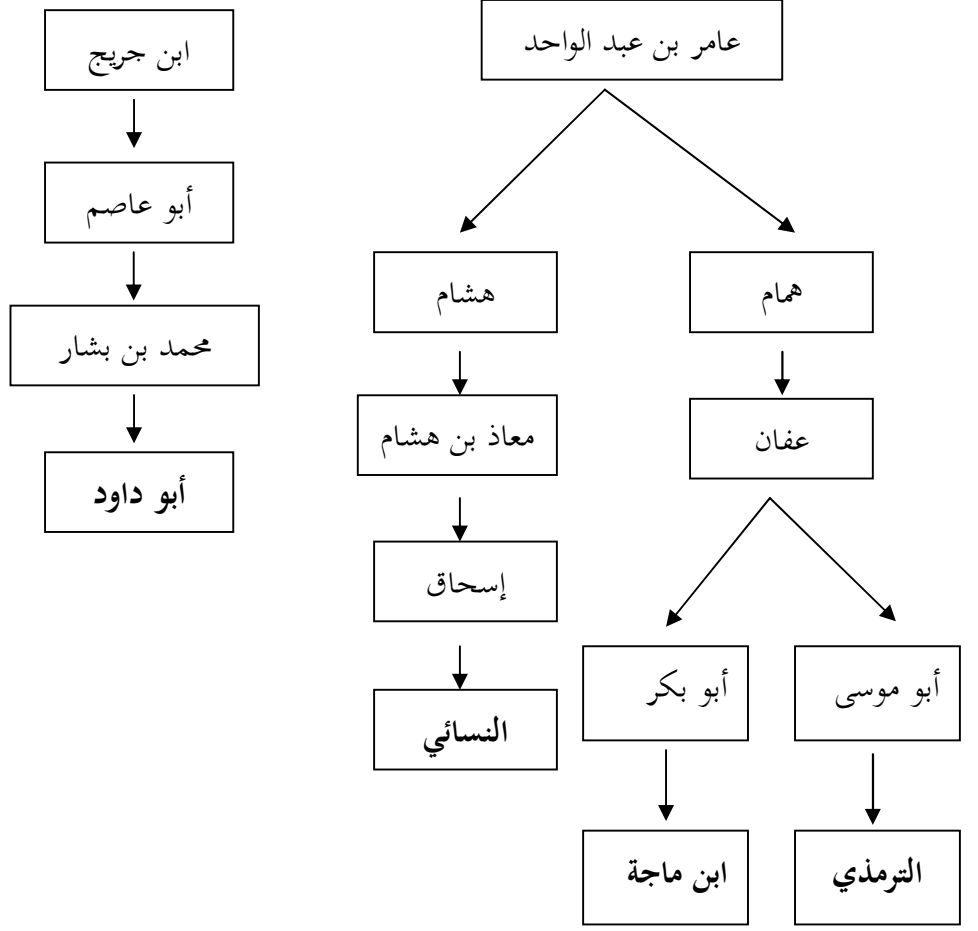 عامر بن عبد الواحد
ابن جريج
أبو عاصم
همام
هشام
محمد بن بشار
عفان
معاذ بن هشام
أبو داود
إسحاق
أبو موسى
أبو بكر
النسائي
الترمذي
ابن ماجة